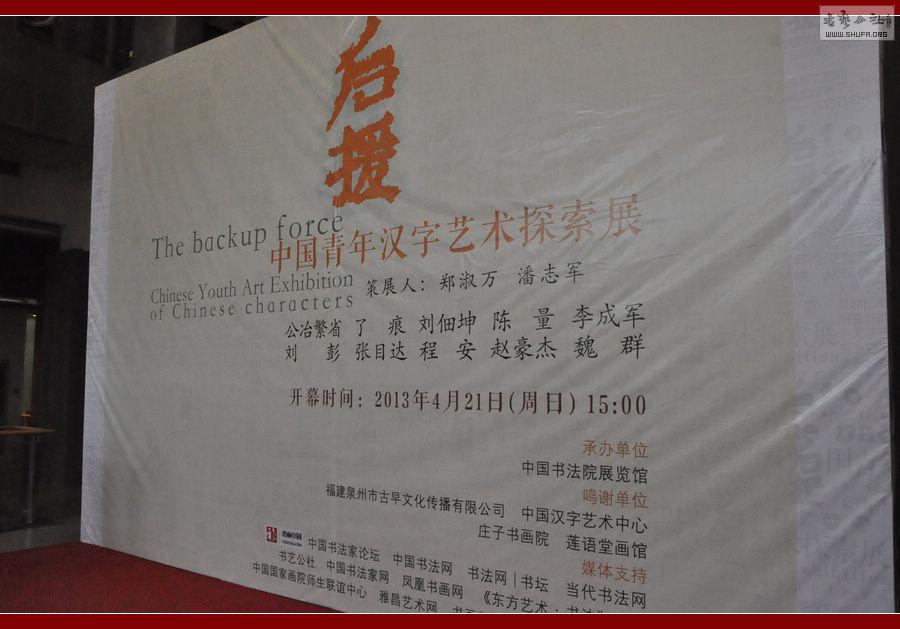 书艺公社
WWW.SHUFA.ORG
后援
The backup force
中国青年汉字艺术探索展
Chinese Youth Art Exhibition
of Chinese characters
策展人：郑淑万 潘志军
公冶繁省 了 痕 刘佃坤 陈 量 李成军
刘 彭 张目达 程 安 赵豪杰 魏 群
开幕时间：2013年4月21日(周日) 15:00
承办单位
中国书法院展览馆
鸣谢单位
福建泉州市古早文化传播有限公司 中国汉字艺术中心
庄子书画院 莲语堂画馆
媒体支持
中国书法家论坛 中国书法网 书法网|书坛 当代书法网
书艺公社 中国书法家网 凤凰书画网 《东方艺术·书法》
中国国家画院师生联谊中心 雅昌艺术网